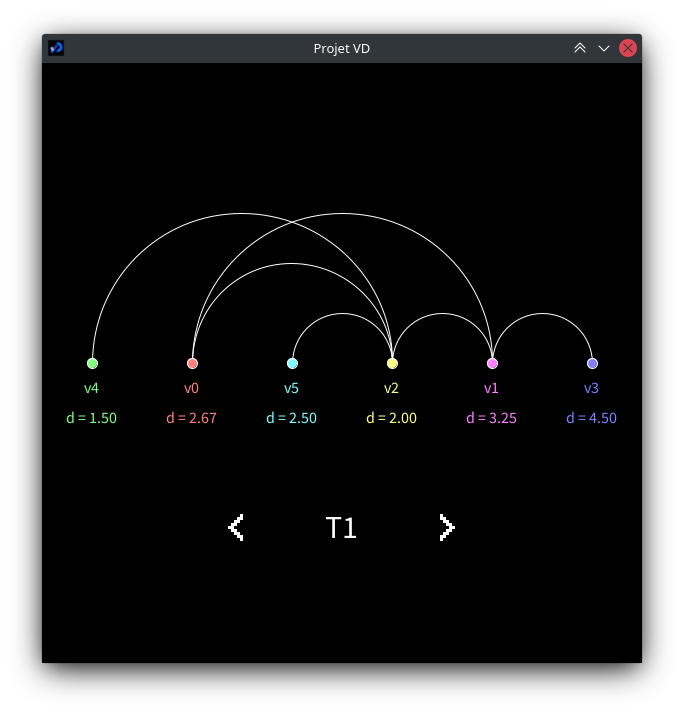 Projet VD
v4 v0 v5 v2 v1 v3
d = 1.50 d = 2.67 d = 2.50 d = 2.00 d = 3.25 d = 4.50
< T1 >